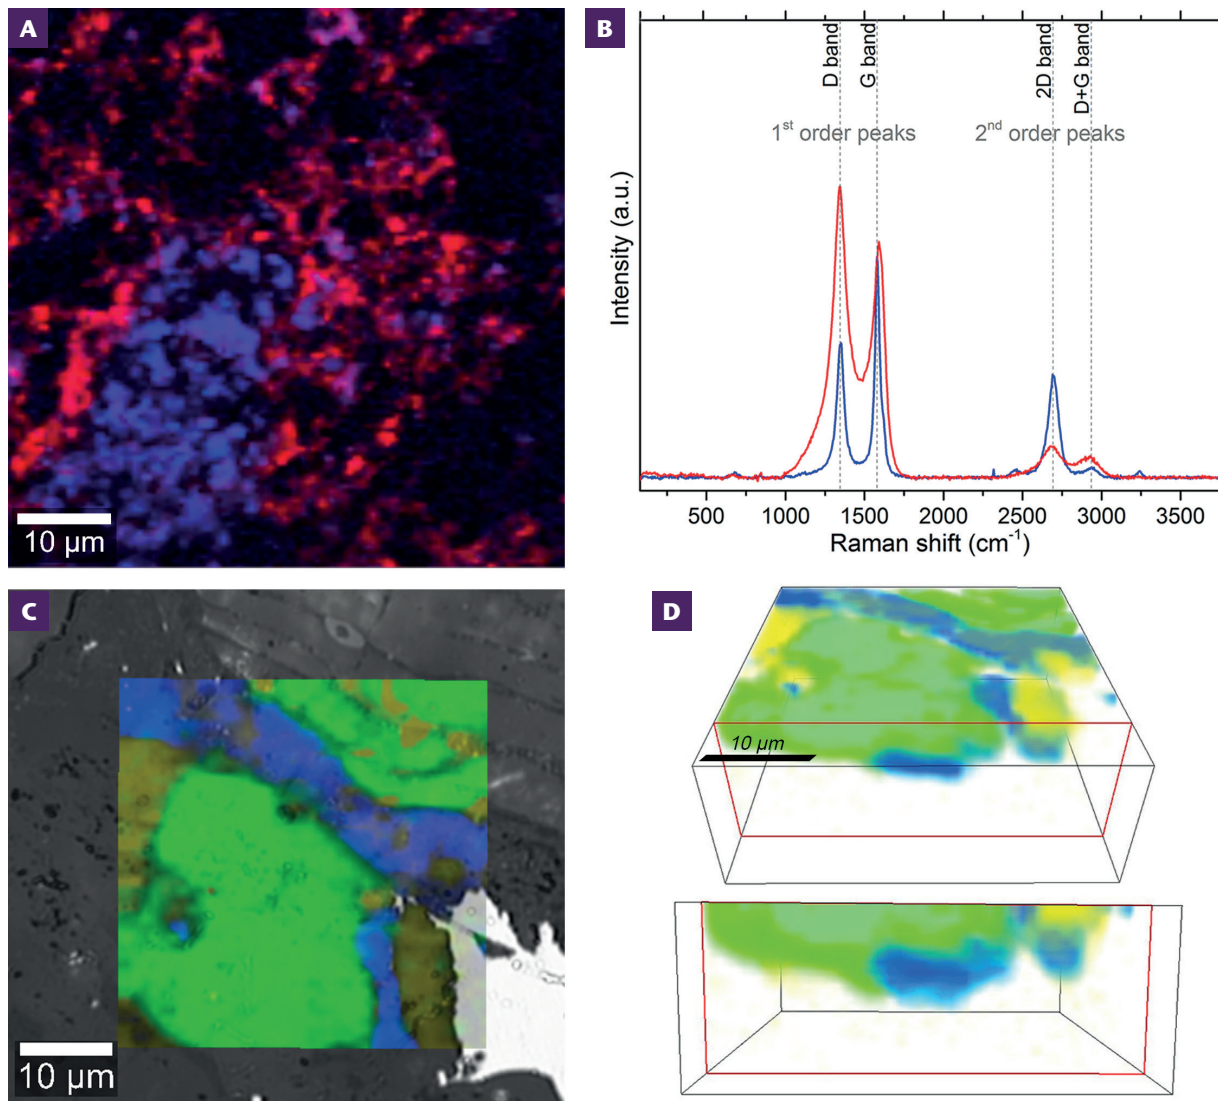 A
10 µm
B
D band
G band
2D band
D+G band
1st order peaks
2nd order peaks
Intensity (a.u.)
500 1000 1500 2000 2500 3000 3500
Raman shift (cm-1)
C
10 µm
D
10 µm